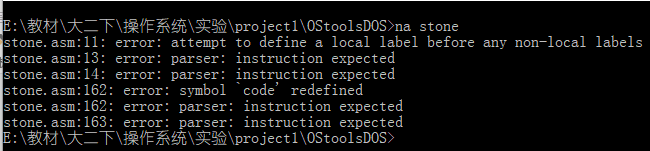 E:\教材\大二下\操作系统\实验\project1\OStoolsDOS>na stone
stone.asm:11: error: attempt to define a local label before any non-local labels
stone.asm:13: error: parser: instruction expected
stone.asm:14: error: parser: instruction expected
stone.asm:162: error: symbol `code' redefined
stone.asm:162: error: parser: instruction expected
stone.asm:163: error: parser: instruction expected
E:\教材\大二下\操作系统\实验\project1\OStoolsDOS>